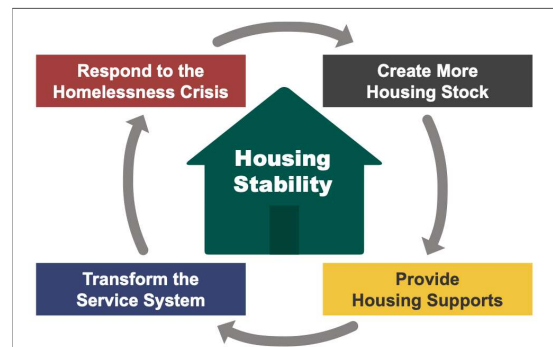 Respond to the
Homelessness Crisis
Create More
Housing Stock
Housing
Stability
Transform the
Service System
Provide
Housing Supports